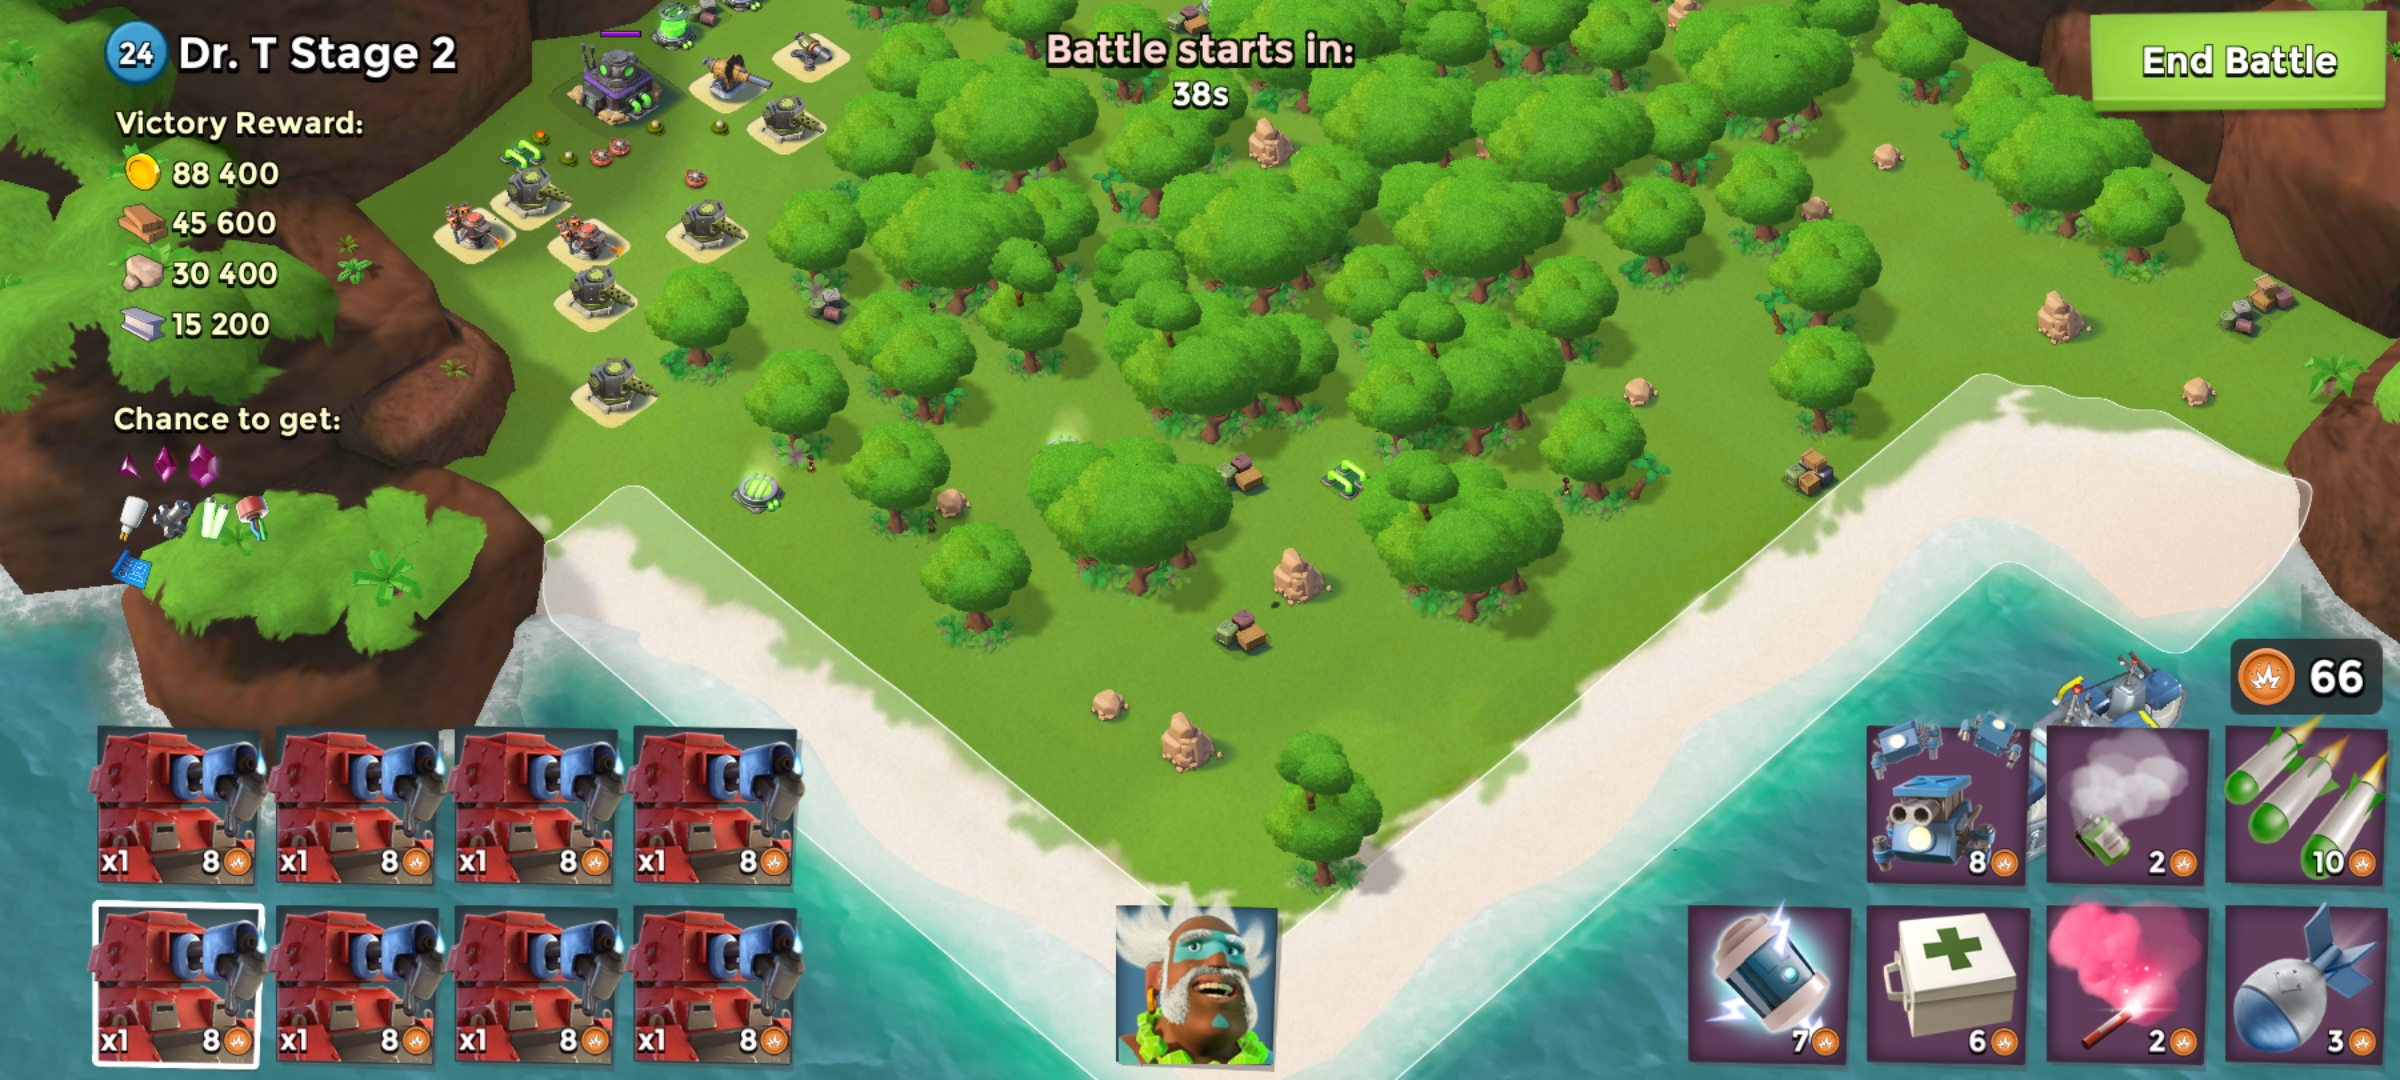 24 Dr. T Stage 2
Battle starts in:
38s
End Battle
Victory Reward:
88 400
45 600
30 400
15 200
Chance to get:
66
x1 8
x1 8
x1 8
x1 8
8
2
10
x1 8
x1 8
x1 8
x1 8
7
6
2
3